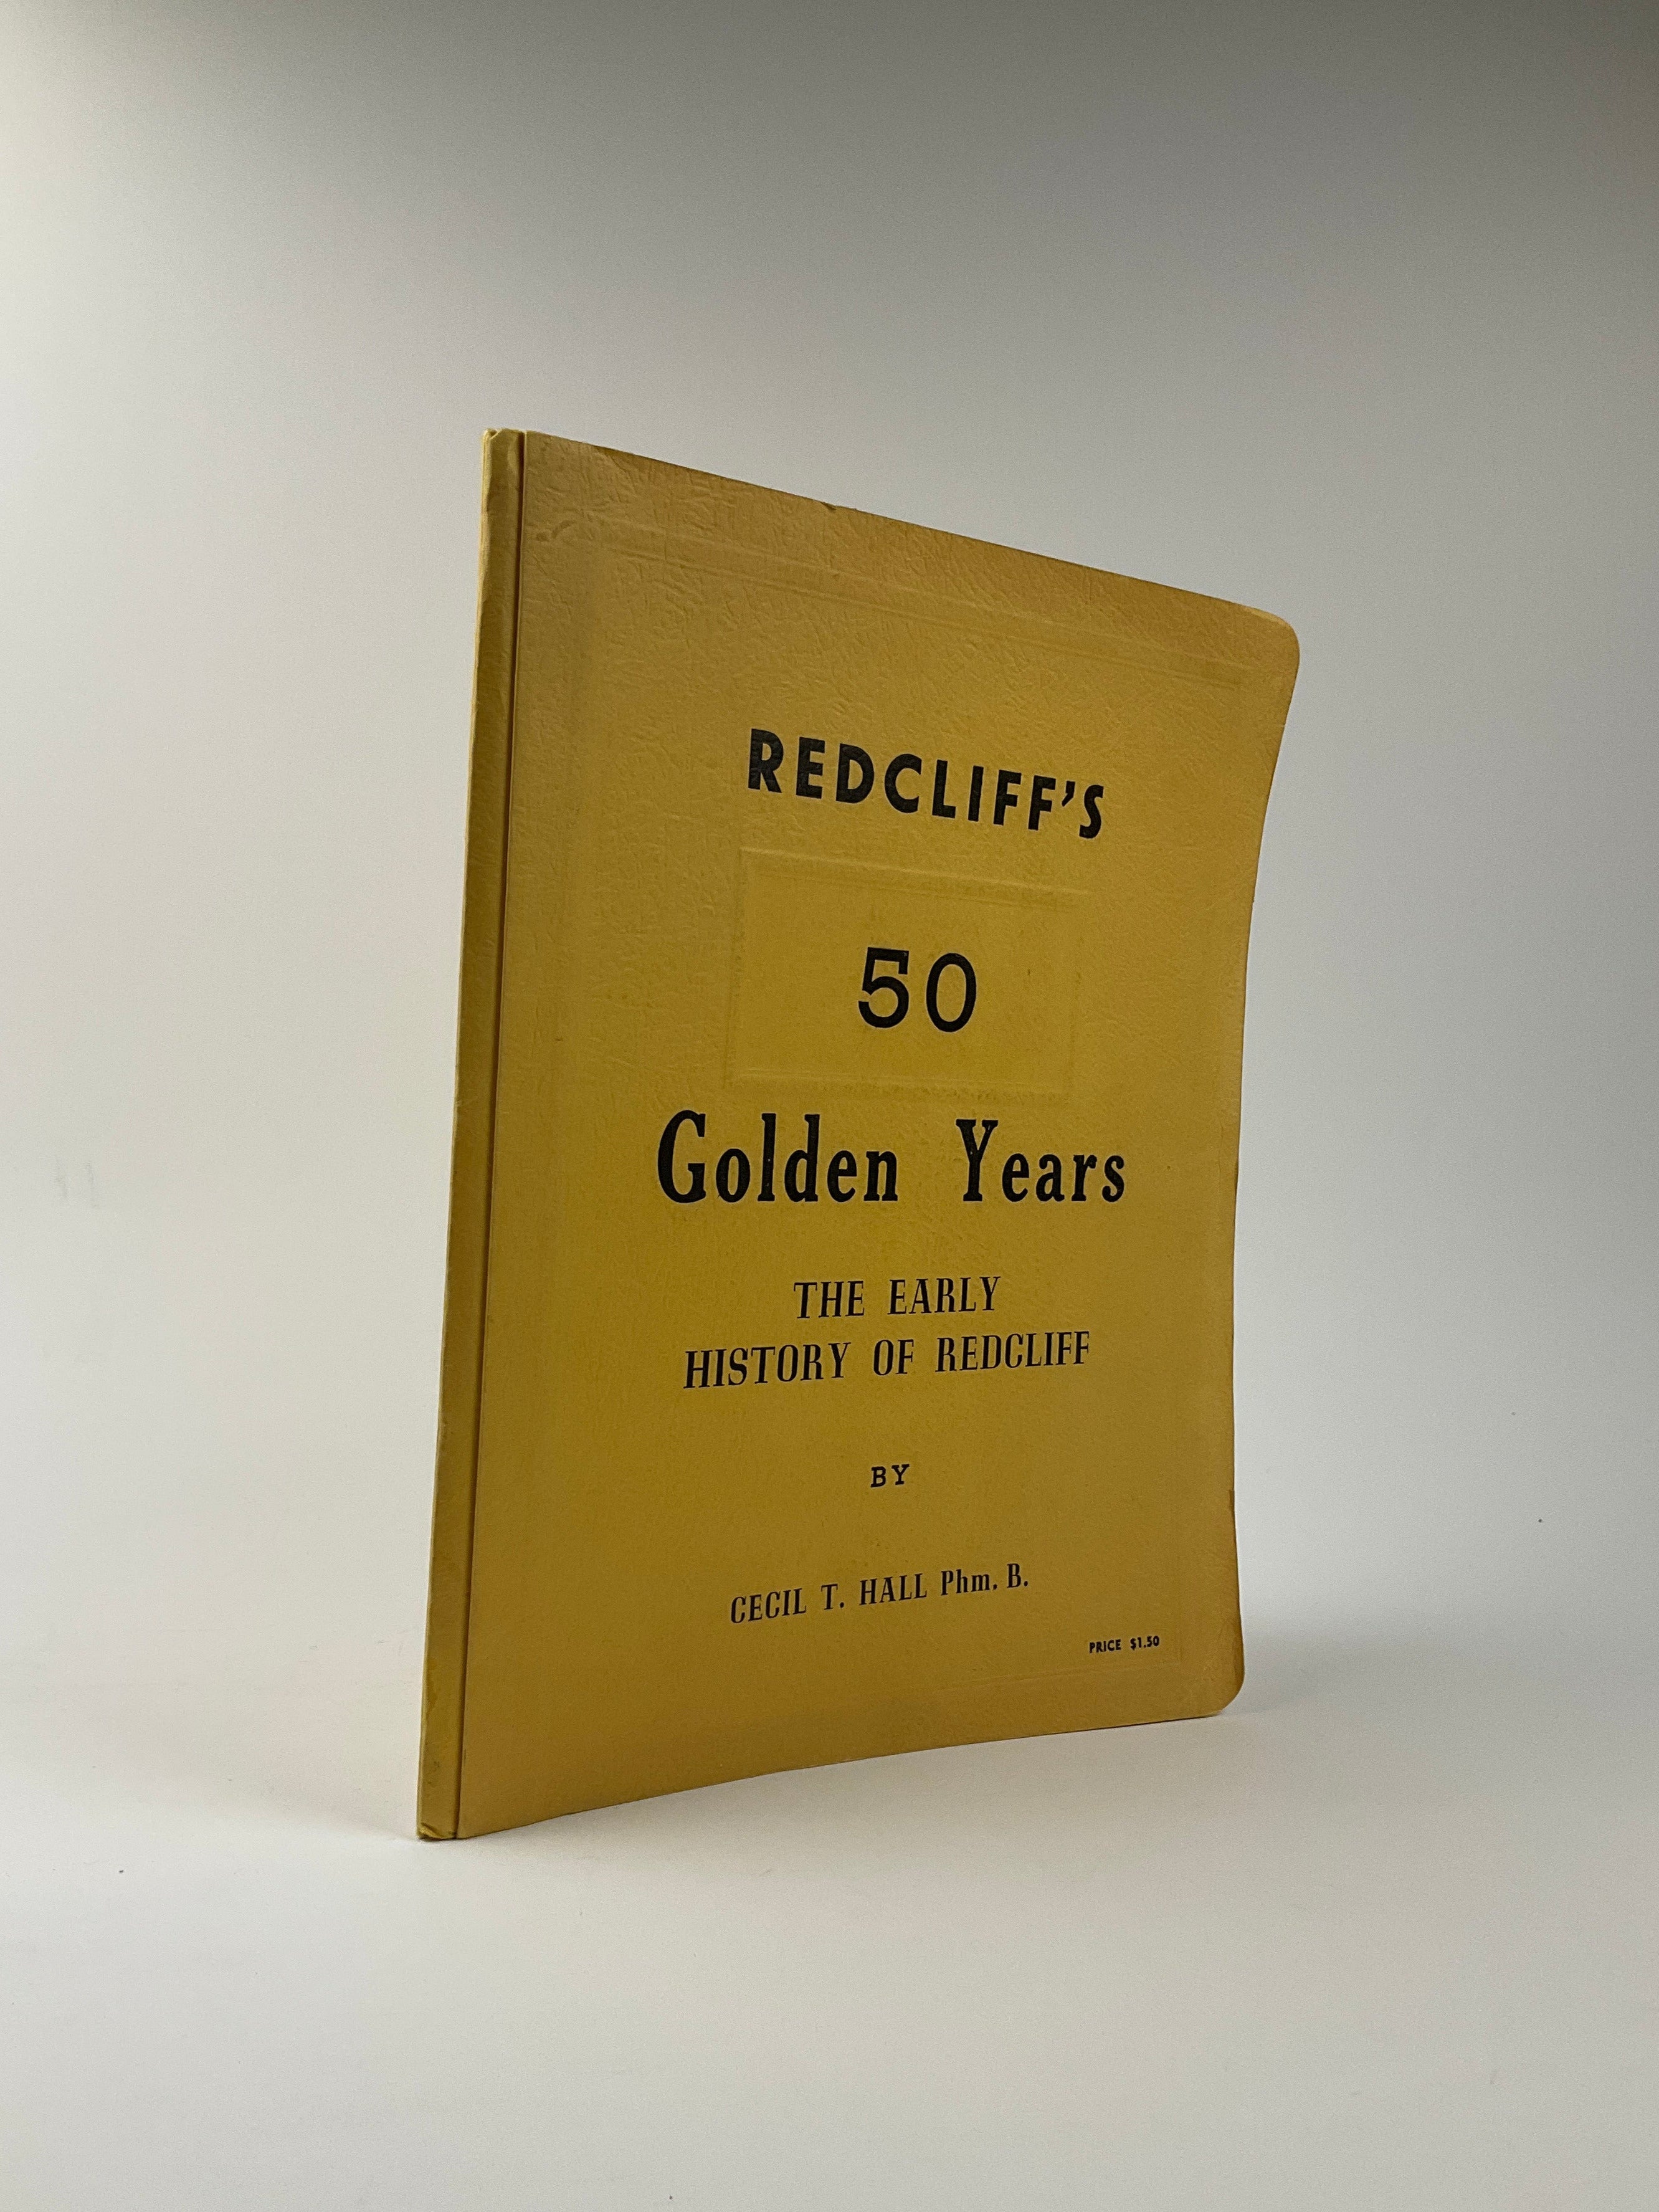 REDCLIFF'S
50
Golden Years
THE EARLY
HISTORY OF REDCLIFF
BY
CECIL T. HALL Phm. B.
PRICE $1.50